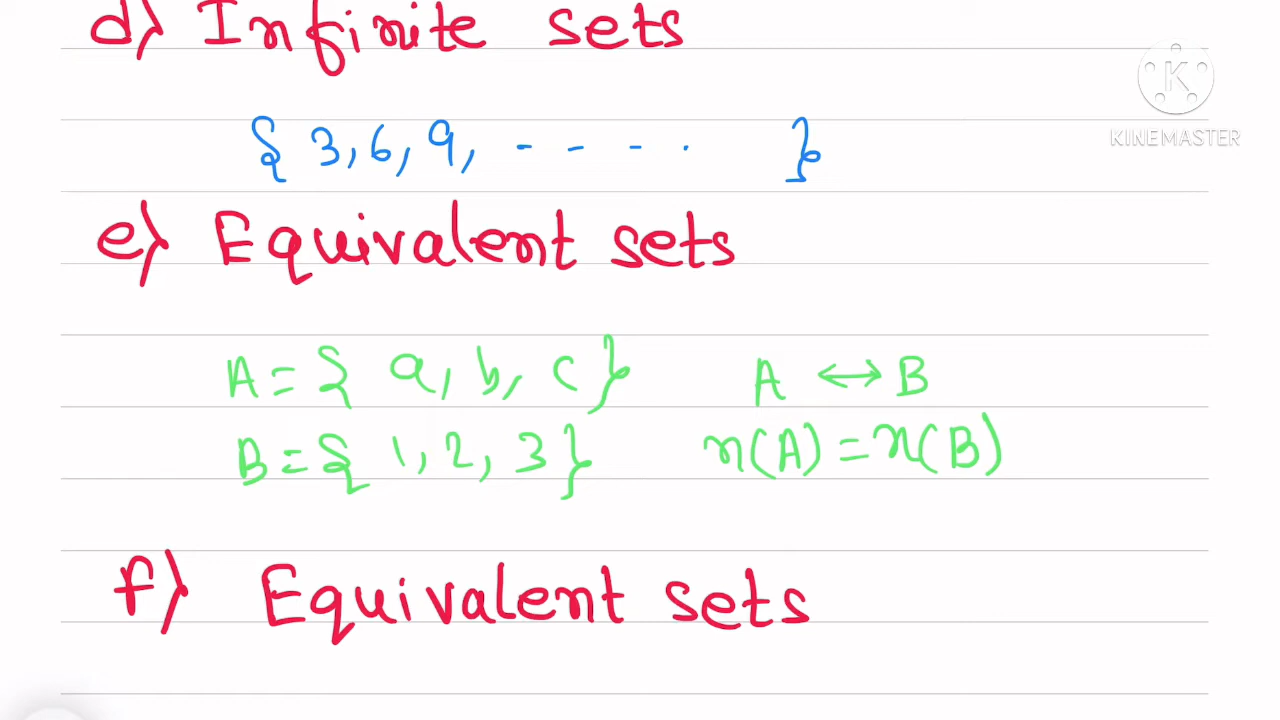 d) Infinite sets
{ 3, 6, 9, - - - - . }
K
KINEMASTER
e) Equivalent sets
A = { a, b, c } A ↔ B
B = { 1, 2, 3 } n(A) = n(B)
f) Equivalent sets